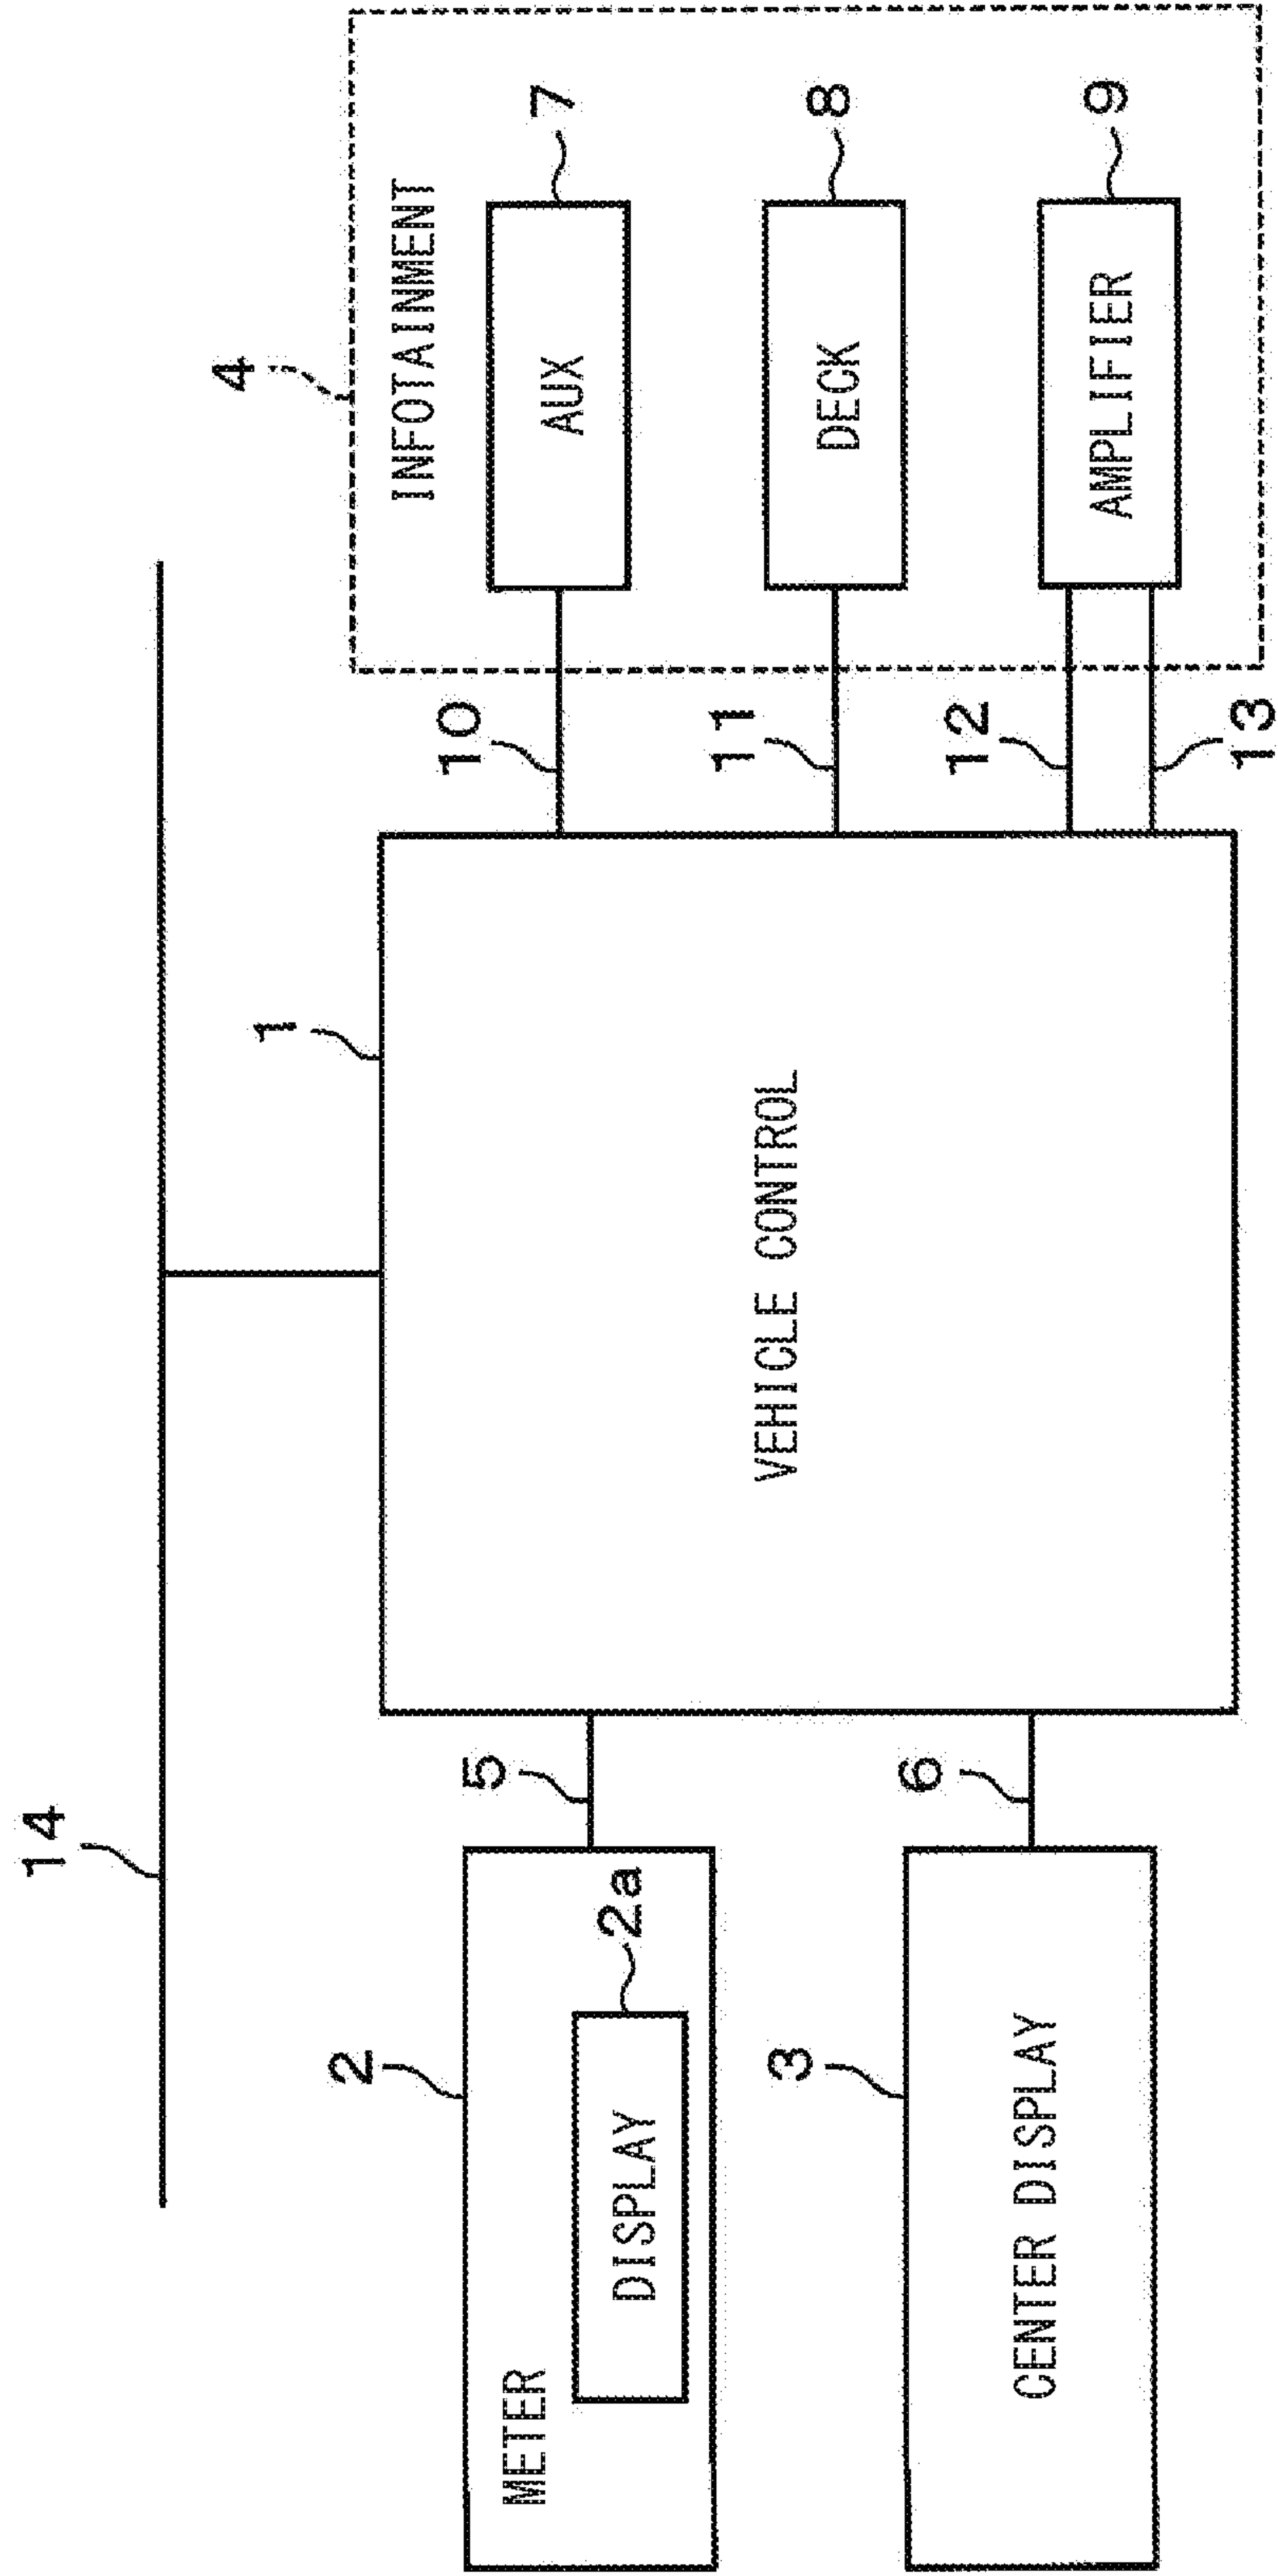 14
1
4
INFOTAINMENT
2
METER
DISPLAY
2a
5
VEHICLE CONTROL
10
AUX
7
3
CENTER DISPLAY
6
11
DECK
8
12
AMPLIFIER
9
13